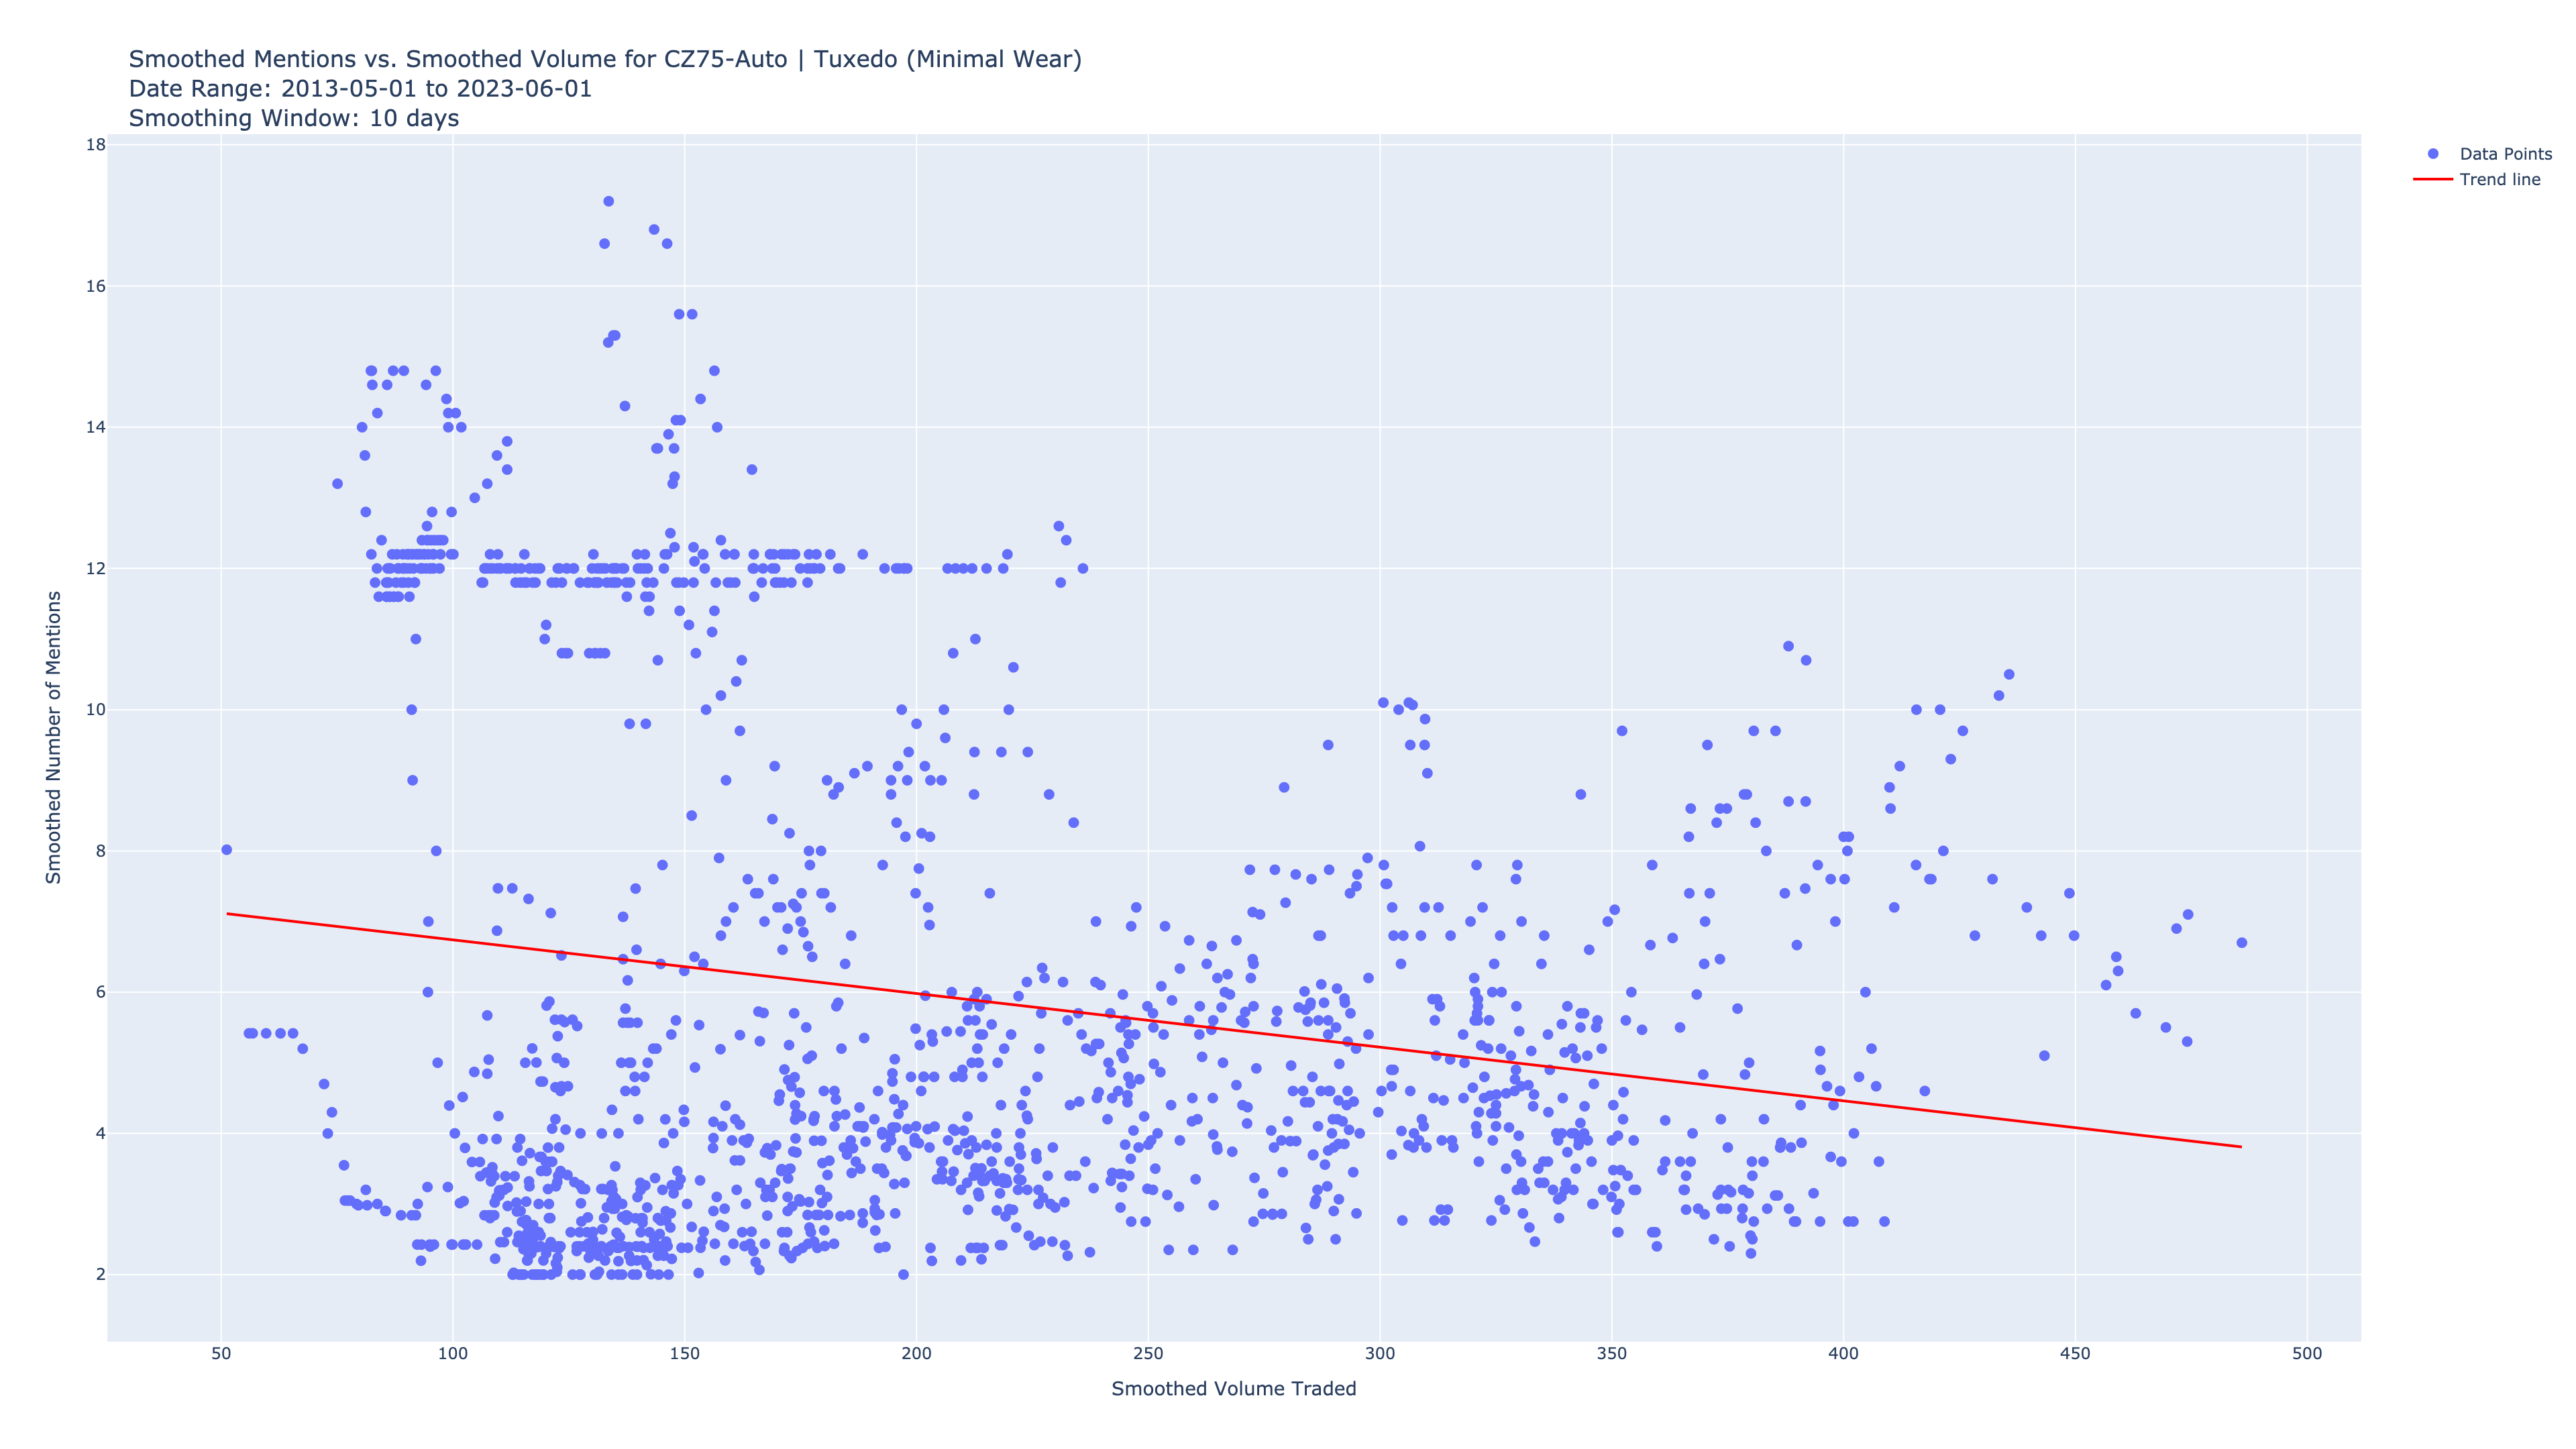 Smoothed Mentions vs. Smoothed Volume for CZ75-Auto | Tuxedo (Minimal Wear)
Date Range: 2013-05-01 to 2023-06-01
Smoothing Window: 10 days
Data Points
Trend line
Smoothed Number of Mentions
18
16
14
12
10
8
6
4
2
50 100 150 200 250 300 350 400 450 500
Smoothed Volume Traded